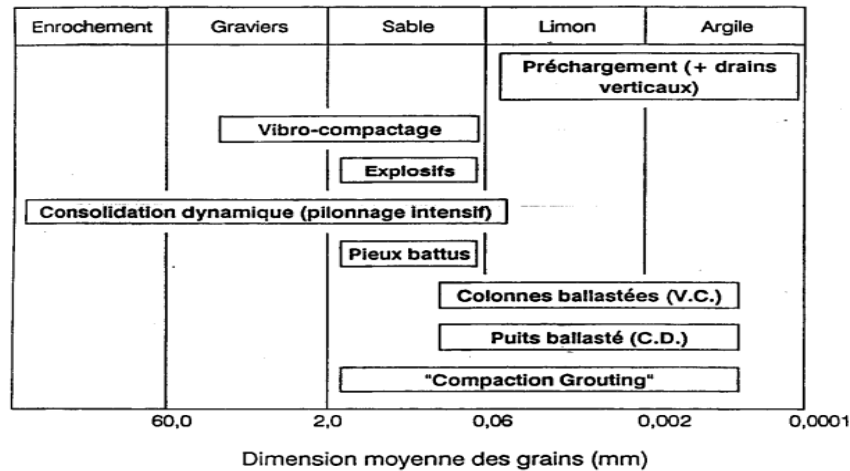 Enrochement Graviers Sable Limon Argile
Préchargement (+ drains
verticaux)
Vibro-compactage
Explosifs
Consolidation dynamique (pilonnage intensif)
Pieux battus
Colonnes ballastées (V.C.)
Puits ballasté (C.D.)
"Compaction Grouting"
60,0 2,0 0,06 0,002 0,0001
Dimension moyenne des grains (mm)